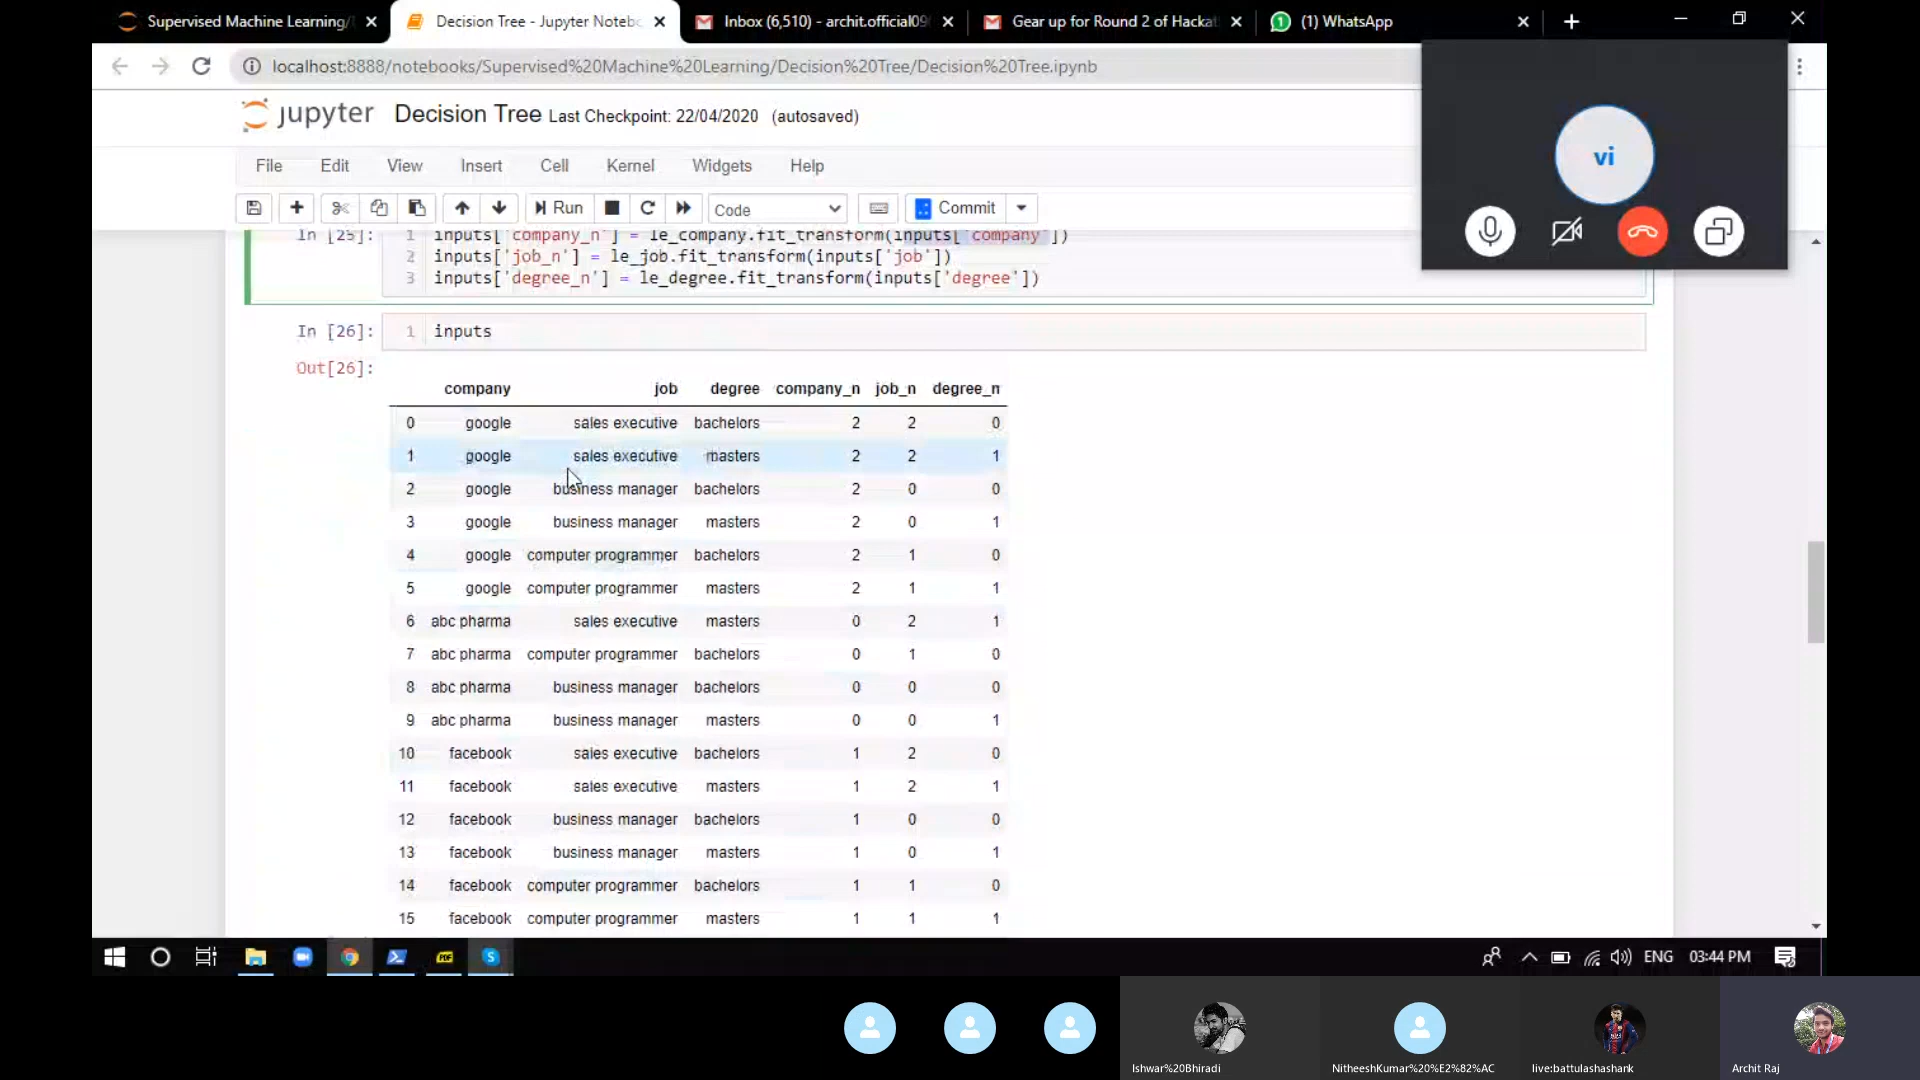 Supervised Machine Learning/
Decision Tree - Jupyter Notebo
Inbox (6,510) - archit.official09
Gear up for Round 2 of Hacka
(1) WhatsApp
localhost:8888/notebooks/Supervised%20Machine%20Learning/Decision%20Tree/Decision%20Tree.ipynb
jupyter Decision Tree Last Checkpoint: 22/04/2020 (autosaved)
File Edit View Insert Cell Kernel Widgets Help
Run Code Commit
vi
In [25]: 1 inputs['company_n'] = le_company.fit_transform(inputs['company'])
2 inputs['job_n'] = le_job.fit_transform(inputs['job'])
3 inputs['degree_n'] = le_degree.fit_transform(inputs['degree'])
In [26]: 1 inputs
Out[26]:
company job degree company_n job_n degree_n
0 google sales executive bachelors 2 2 0
1 google sales executive masters 2 2 1
2 google business manager bachelors 2 0 0
3 google business manager masters 2 0 1
4 google computer programmer bachelors 2 1 0
5 google computer programmer masters 2 1 1
6 abc pharma sales executive masters 0 2 1
7 abc pharma computer programmer bachelors 0 1 0
8 abc pharma business manager bachelors 0 0 0
9 abc pharma business manager masters 0 0 1
10 facebook sales executive bachelors 1 2 0
11 facebook sales executive masters 1 2 1
12 facebook business manager bachelors 1 0 0
13 facebook business manager masters 1 0 1
14 facebook computer programmer bachelors 1 1 0
15 facebook computer programmer masters 1 1 1
PDF
ENG 03:44 PM
Ishwar%20Bhiradi
NitheeshKumar%20%E2%82%AC
live:battulashashank
Archit Raj